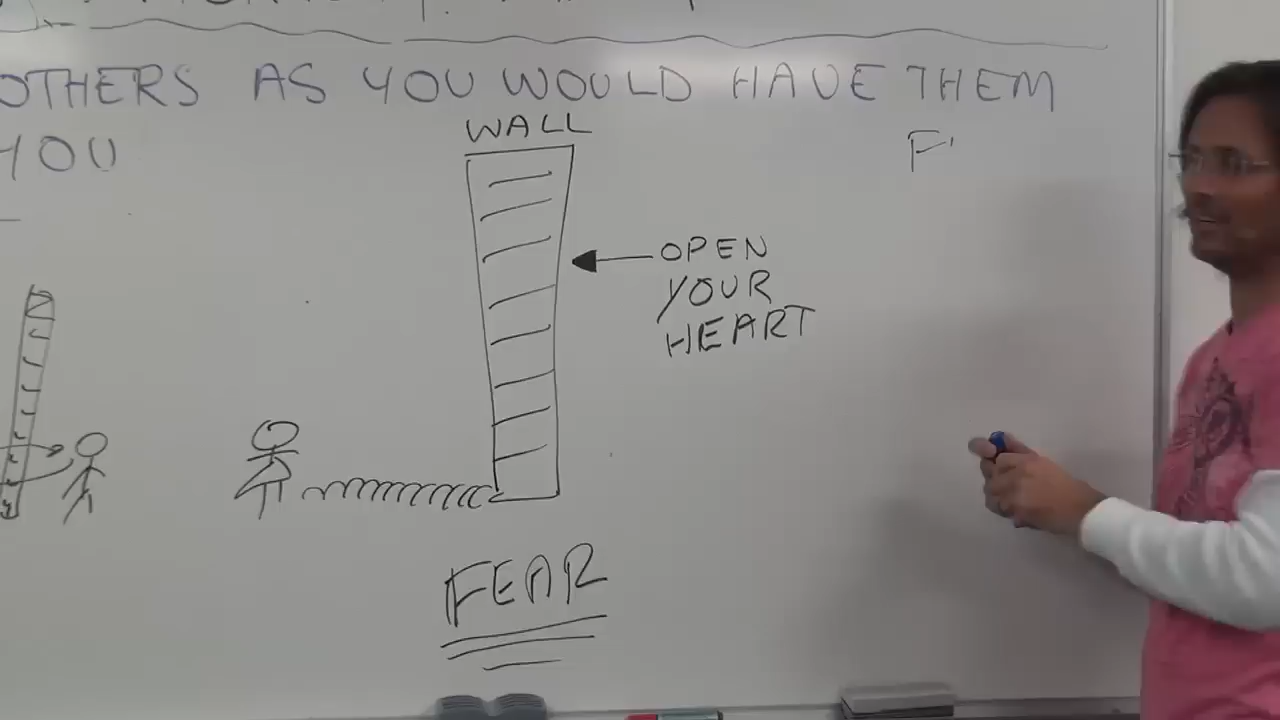 OTHERS AS YOU WOULD HAVE THEM
YOU
WALL
F
OPEN
YOUR
HEART
FEAR